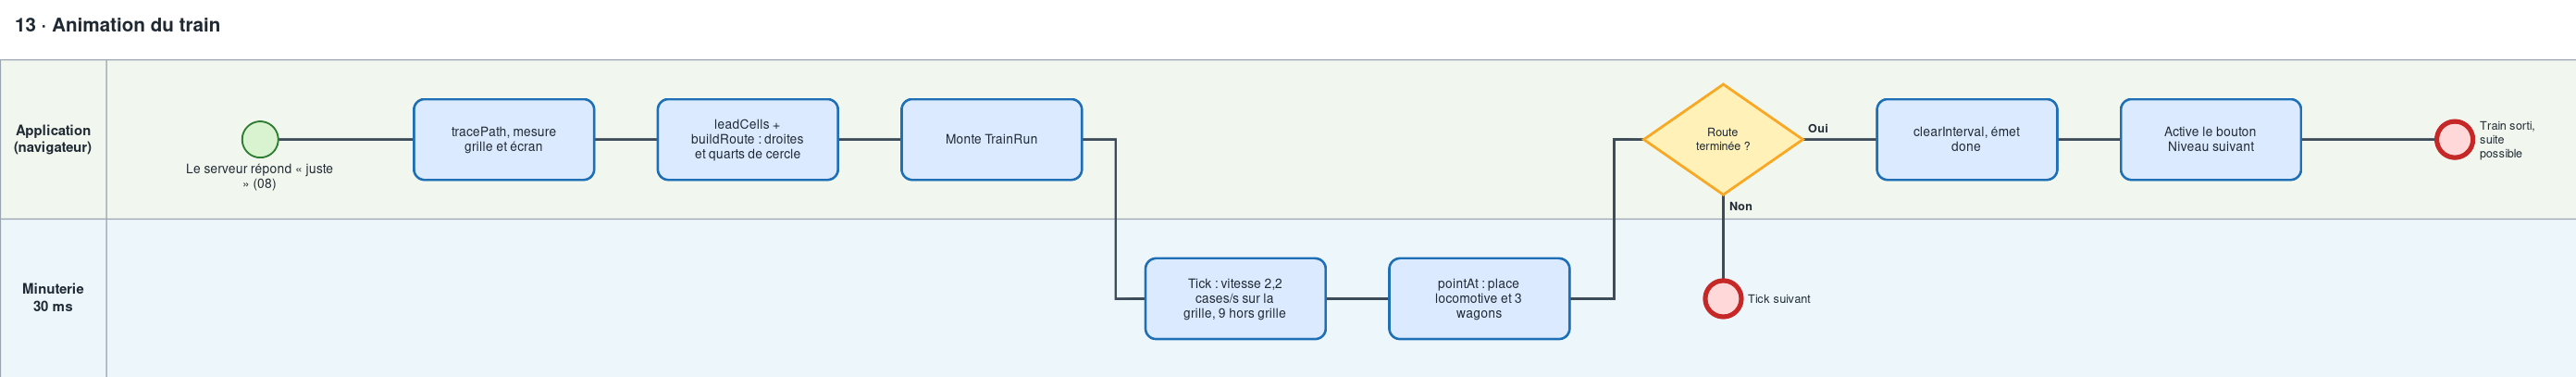 13 · Animation du train
Application
(navigateur)
Le serveur répond « juste
» (08)
tracePath, mesure
grille et écran
leadCells +
buildRoute : droites
et quarts de cercle
Monte TrainRun
Route
terminée ?
Oui
Non
clearInterval, émet
done
Active le bouton
Niveau suivant
Train sorti,
suite
possible
Minuterie
30 ms
Tick : vitesse 2,2
cases/s sur la
grille, 9 hors grille
pointAt : place
locomotive et 3
wagons
Tick suivant